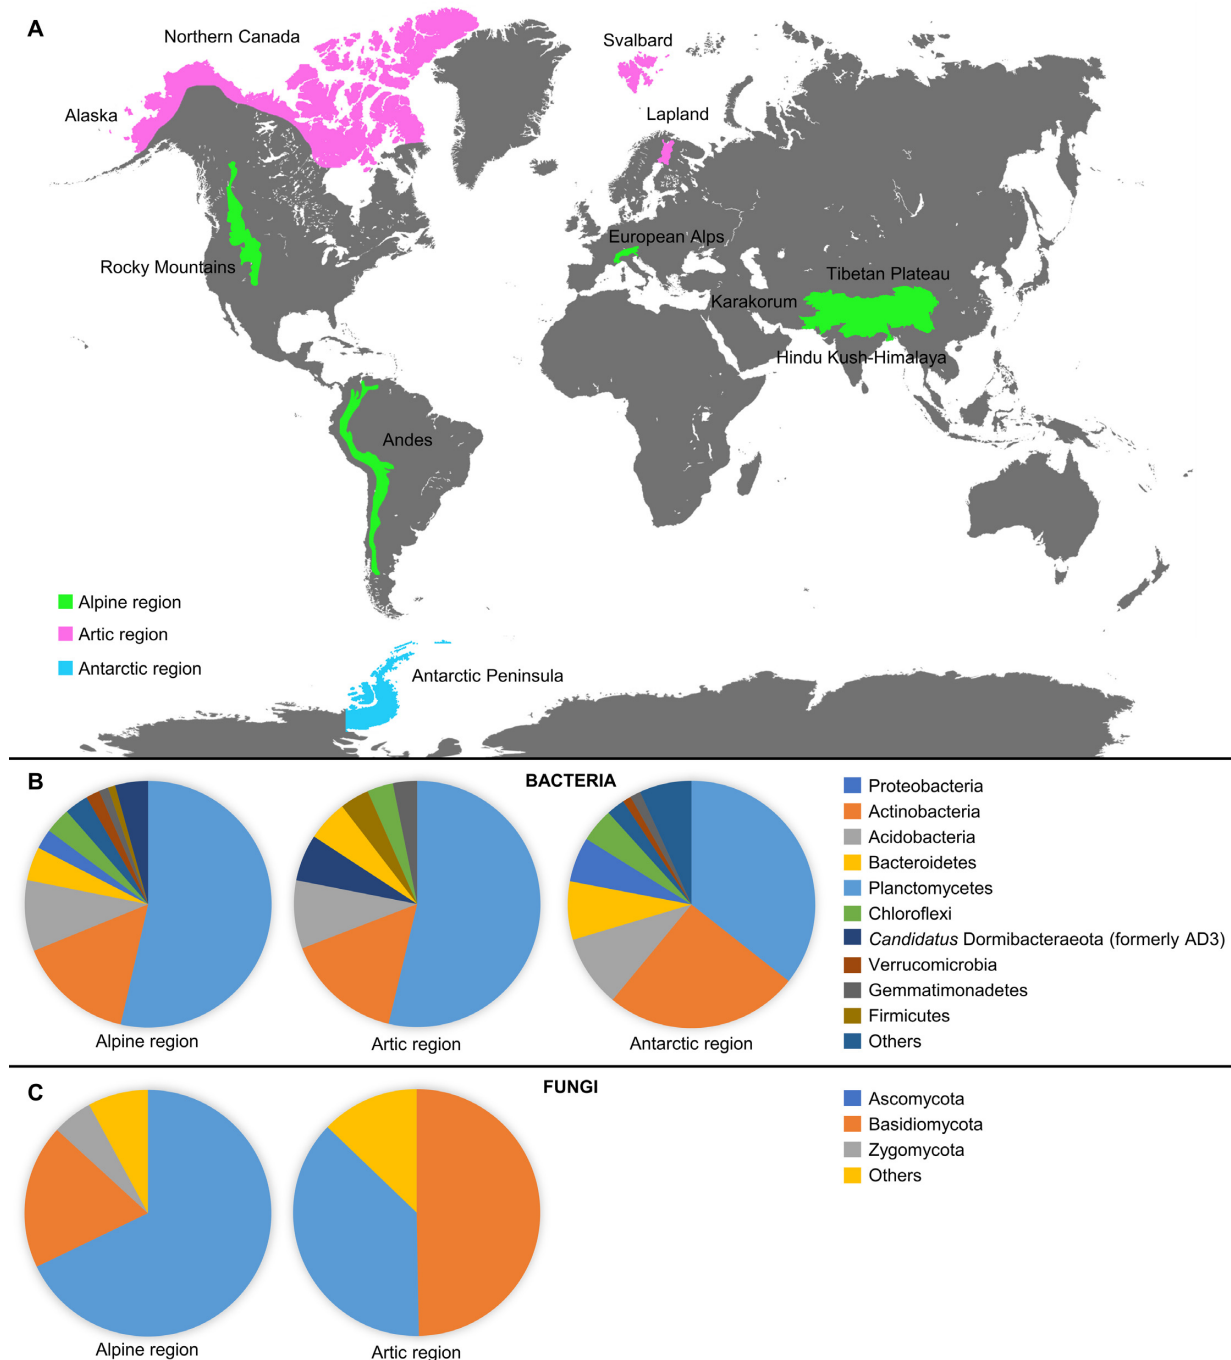 A
Northern Canada
Svalbard
Alaska
Lapland
European Alps
Rocky Mountains
Tibetan Plateau
Karakorum
Hindu Kush-Himalaya
Andes
Alpine region
Artic region
Antarctic region
Antarctic Peninsula
B
BACTERIA
Alpine region
Artic region
Antarctic region
Proteobacteria
Actinobacteria
Acidobacteria
Bacteroidetes
Planctomycetes
Chloroflexi
Candidatus Dormibacteraeota (formerly AD3)
Verrucomicrobia
Gemmatimonadetes
Firmicutes
Others
C
FUNGI
Alpine region
Artic region
Ascomycota
Basidiomycota
Zygomycota
Others